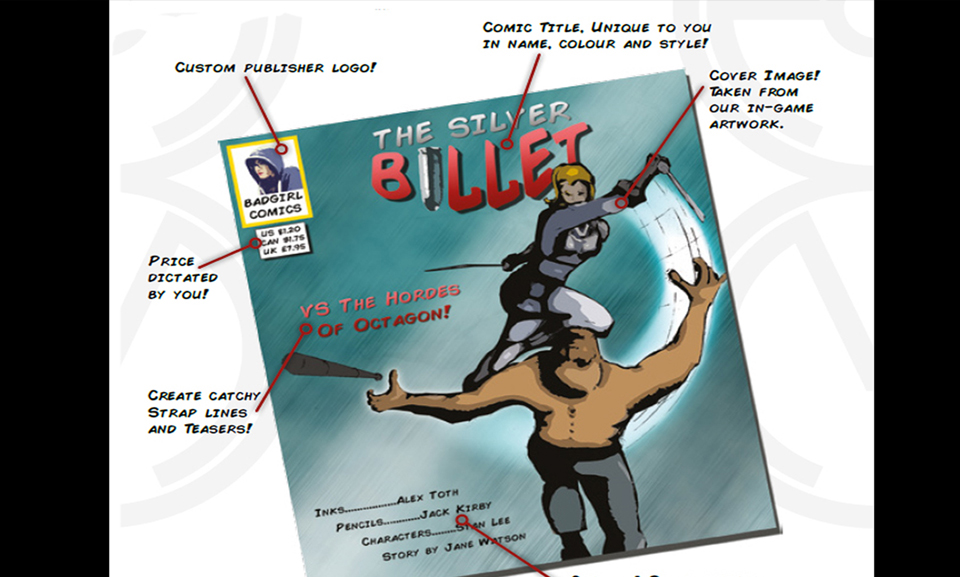 Comic Title, Unique to you
in name, colour and style!
Custom publisher logo!
Cover Image!
Taken from
our in-game
artwork.
THE SILVER
BILLET
BADGIRL
COMICS
US $1.20
CAN $1.75
UK £7.95
Price
dictated
by you!
VS The Hordes
Of Octagon!
Create catchy
Strap lines
and Teasers!
Inks.................Alex Toth
Pencils............Jack Kirby
Characters........Stan Lee
Story by Jane Watson